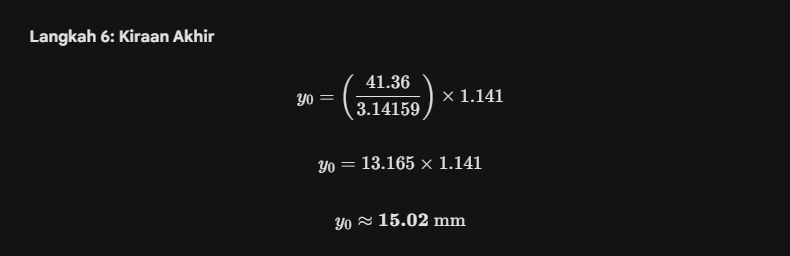 Langkah 6: Kiraan Akhir
y₀ = (41.36 / 3.14159) × 1.141
y₀ = 13.165 × 1.141
y₀ ≈ 15.02 mm